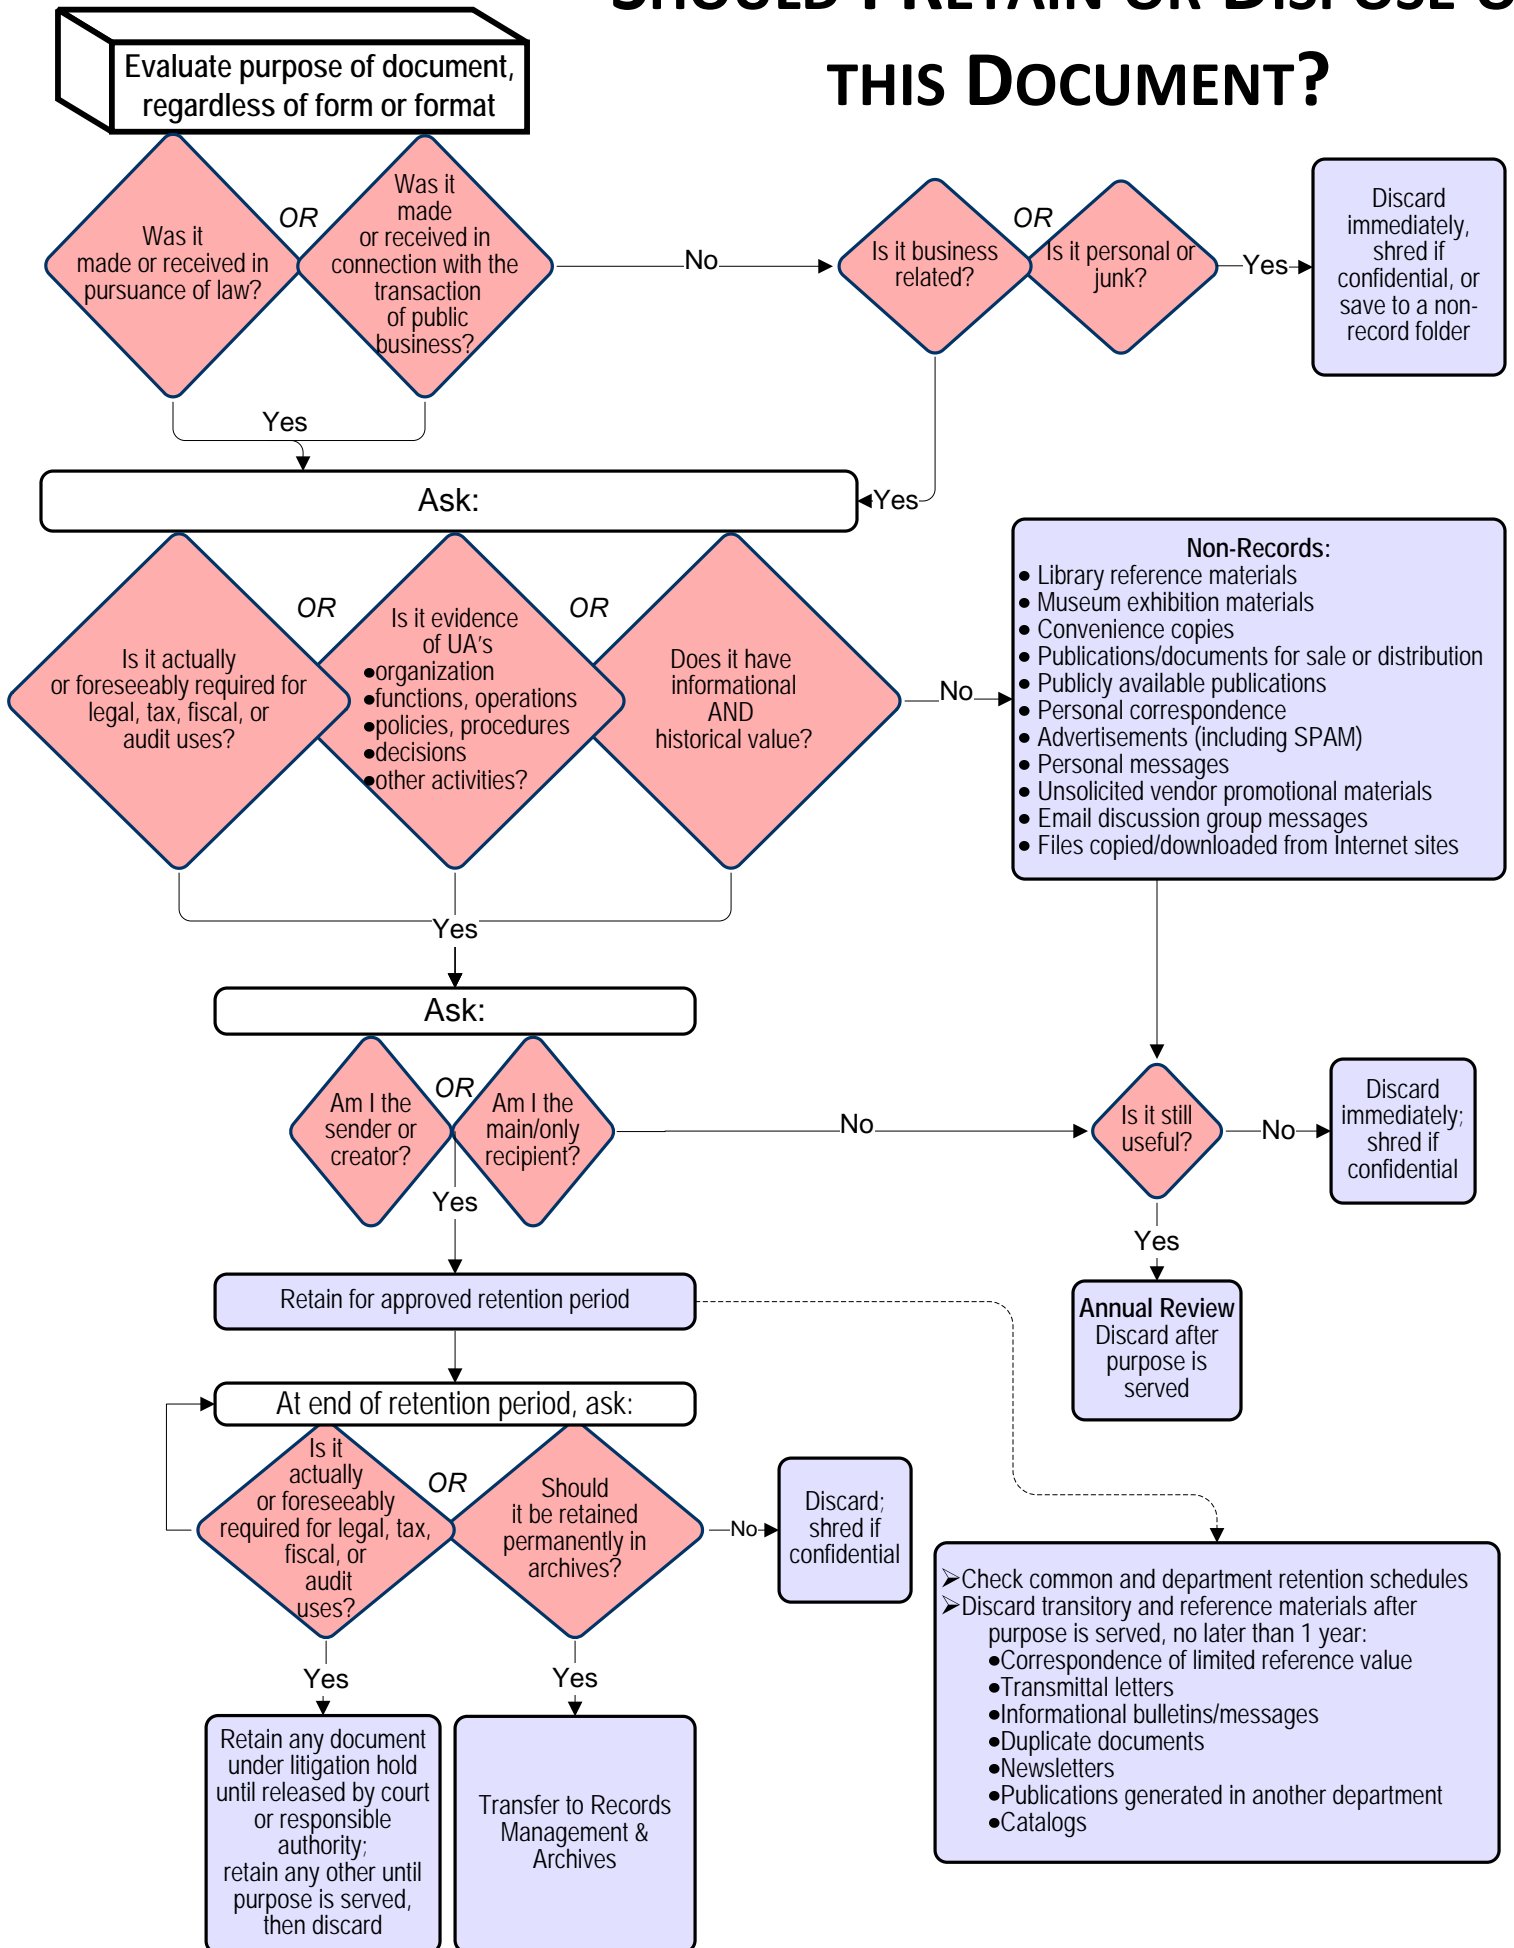 SHOULD I RETAIN OR DISPOSE O
THIS DOCUMENT?
Evaluate purpose of document,
regardless of form or format
Was it
made or received in
pursuance of law?
OR
Was it
made
or received in
connection with the
transaction
of public
business?
No
Is it business
related?
OR
Is it personal or
junk?
Yes
Discard
immediately,
shred if
confidential, or
save to a non-
record folder
Yes
Yes
Ask:
Is it actually
or foreseeably required for
legal, tax, fiscal, or
audit uses?
OR
Is it evidence
of UA's
•organization
•functions, operations
•policies, procedures
•decisions
•other activities?
OR
Does it have
informational
AND
historical value?
No
Non-Records:
• Library reference materials
• Museum exhibition materials
• Convenience copies
• Publications/documents for sale or distribution
• Publicly available publications
• Personal correspondence
• Advertisements (including SPAM)
• Personal messages
• Unsolicited vendor promotional materials
• Email discussion group messages
• Files copied/downloaded from Internet sites
Yes
Ask:
Am I the
sender or
creator?
OR
Am I the
main/only
recipient?
No
Is it still
useful?
No
Discard
immediately;
shred if
confidential
Yes
Yes
Annual Review
Discard after
purpose is
served
Retain for approved retention period
At end of retention period, ask:
Is it
actually
or foreseeably
required for legal, tax,
fiscal, or
audit
uses?
OR
Should
it be retained
permanently in
archives?
No
Discard;
shred if
confidential
➢Check common and department retention schedules
➢Discard transitory and reference materials after
purpose is served, no later than 1 year:
•Correspondence of limited reference value
•Transmittal letters
•Informational bulletins/messages
•Duplicate documents
•Newsletters
•Publications generated in another department
•Catalogs
Yes
Yes
Retain any document
under litigation hold
until released by court
or responsible
authority;
retain any other until
purpose is served,
then discard
Transfer to Records
Management &
Archives